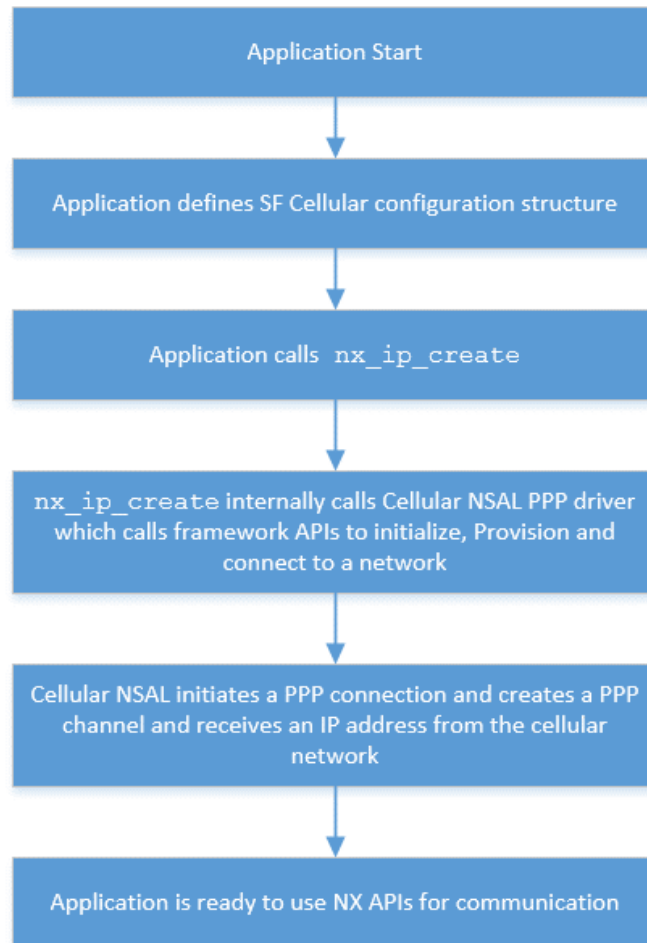 Application Start
Application defines SF Cellular configuration structure
Application calls nx_ip_create
nx_ip_create internally calls Cellular NSAL PPP driver
which calls framework APIs to initialize, Provision and
connect to a network
Cellular NSAL initiates a PPP connection and creates a PPP
channel and receives an IP address from the cellular
network
Application is ready to use NX APIs for communication